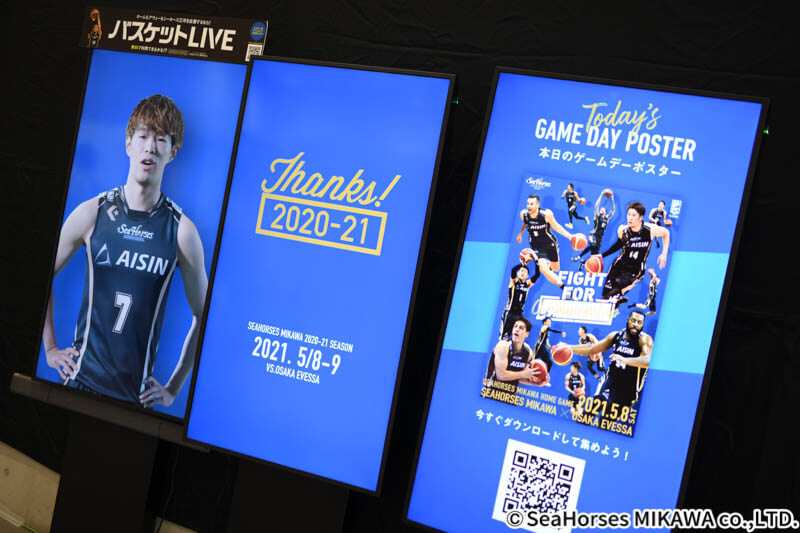 バスケットLIVE
SeaHorses
AISIN
7
Thanks!
2020-21
SEAHORSES MIKAWA 2020-21 SEASON
2021. 5/8-9
VS.OSAKA EVESSA
Today's
GAME DAY POSTER
本日のゲームデーポスター
SeaHorses
14
FIGHT
FOR
SEAHORSES MIKAWA HOME GAME
SEAHORSES MIKAWA × OSAKA EVESSA
2021.5.8 SAT
今すぐダウンロードして集めよう!
© SeaHorses MIKAWA co.,LTD.